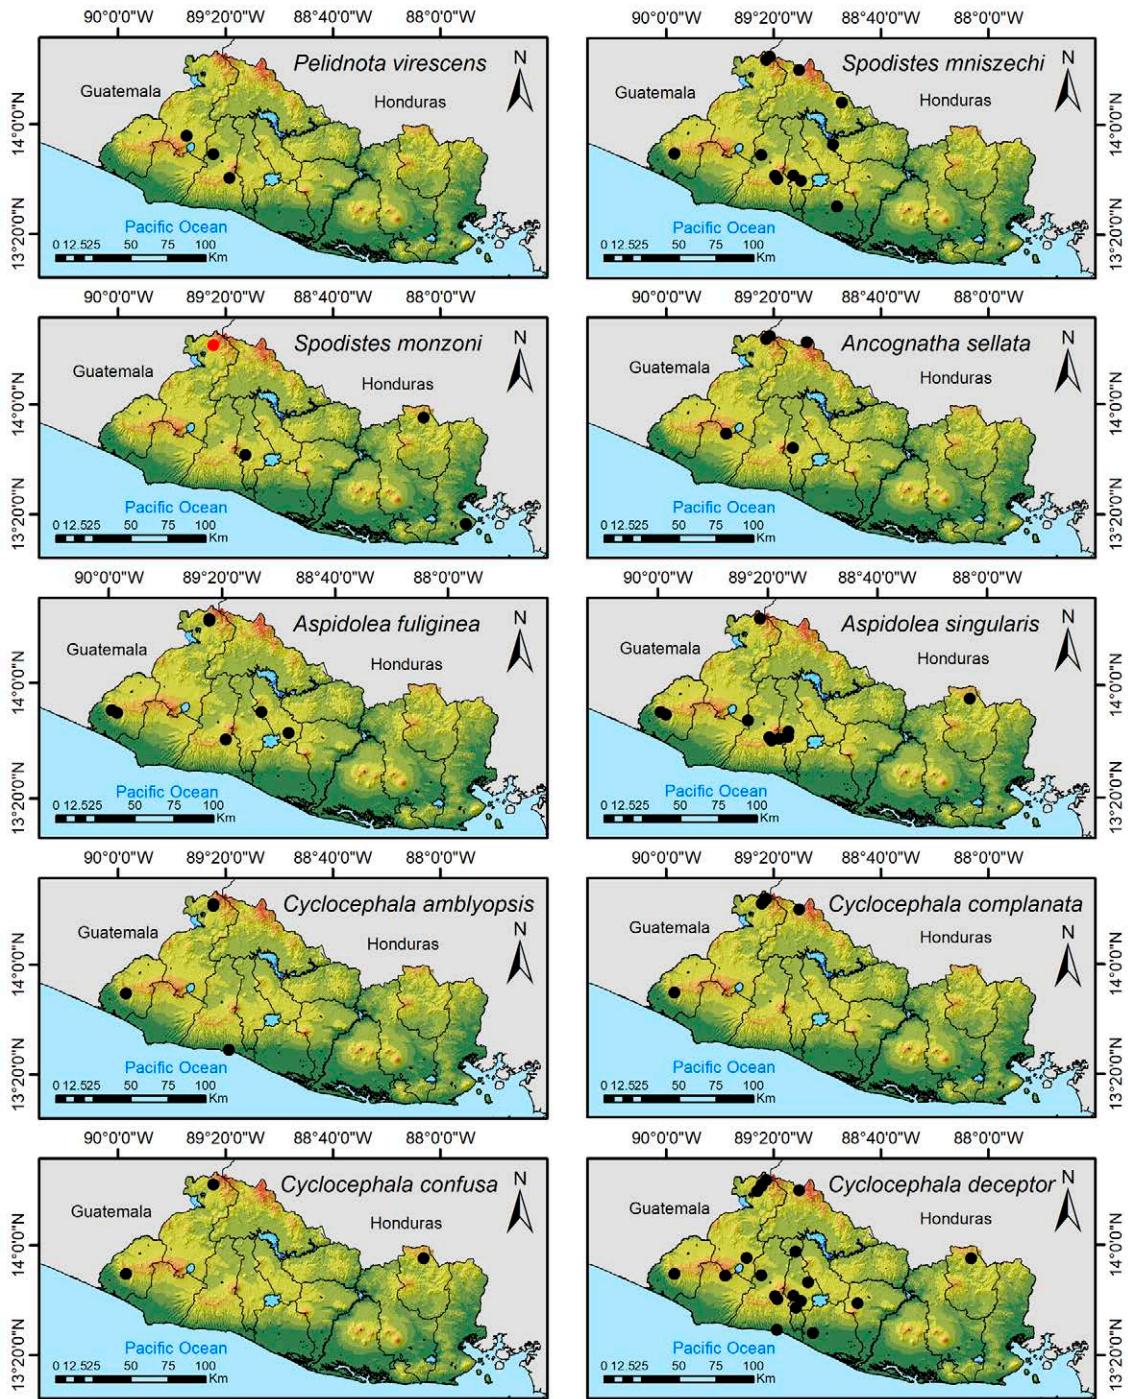 90°0'0"W 89°20'0"W 88°40'0"W 88°0'0"W
90°0'0"W 89°20'0"W 88°40'0"W 88°0'0"W
14°0'0"N
13°20'0"N
Pelidnota virescens
N
Guatemala
Honduras
Pacific Ocean
0 12.525 50 75 100
Km
Spodistes mniszechi
N
Guatemala
Honduras
Pacific Ocean
0 12.525 50 75 100
Km
14°0'0"N
13°20'0"N
90°0'0"W 89°20'0"W 88°40'0"W 88°0'0"W
90°0'0"W 89°20'0"W 88°40'0"W 88°0'0"W
14°0'0"N
13°20'0"N
Spodistes monzoni
N
Guatemala
Honduras
Pacific Ocean
0 12.525 50 75 100
Km
Ancognatha sellata
N
Guatemala
Honduras
Pacific Ocean
0 12.525 50 75 100
Km
14°0'0"N
13°20'0"N
90°0'0"W 89°20'0"W 88°40'0"W 88°0'0"W
90°0'0"W 89°20'0"W 88°40'0"W 88°0'0"W
14°0'0"N
13°20'0"N
Aspidolea fuliginea
N
Guatemala
Honduras
Pacific Ocean
0 12.525 50 75 100
Km
Aspidolea singularis
N
Guatemala
Honduras
Pacific Ocean
0 12.525 50 75 100
Km
14°0'0"N
13°20'0"N
90°0'0"W 89°20'0"W 88°40'0"W 88°0'0"W
90°0'0"W 89°20'0"W 88°40'0"W 88°0'0"W
14°0'0"N
13°20'0"N
Cyclocephala amblyopsis
N
Guatemala
Honduras
Pacific Ocean
0 12.525 50 75 100
Km
Cyclocephala complanata
N
Guatemala
Honduras
Pacific Ocean
0 12.525 50 75 100
Km
14°0'0"N
13°20'0"N
90°0'0"W 89°20'0"W 88°40'0"W 88°0'0"W
90°0'0"W 89°20'0"W 88°40'0"W 88°0'0"W
14°0'0"N
13°20'0"N
Cyclocephala confusa
N
Guatemala
Honduras
Pacific Ocean
0 12.525 50 75 100
Km
Cyclocephala deceptor
N
Guatemala
Honduras
Pacific Ocean
0 12.525 50 75 100
Km
14°0'0"N
13°20'0"N